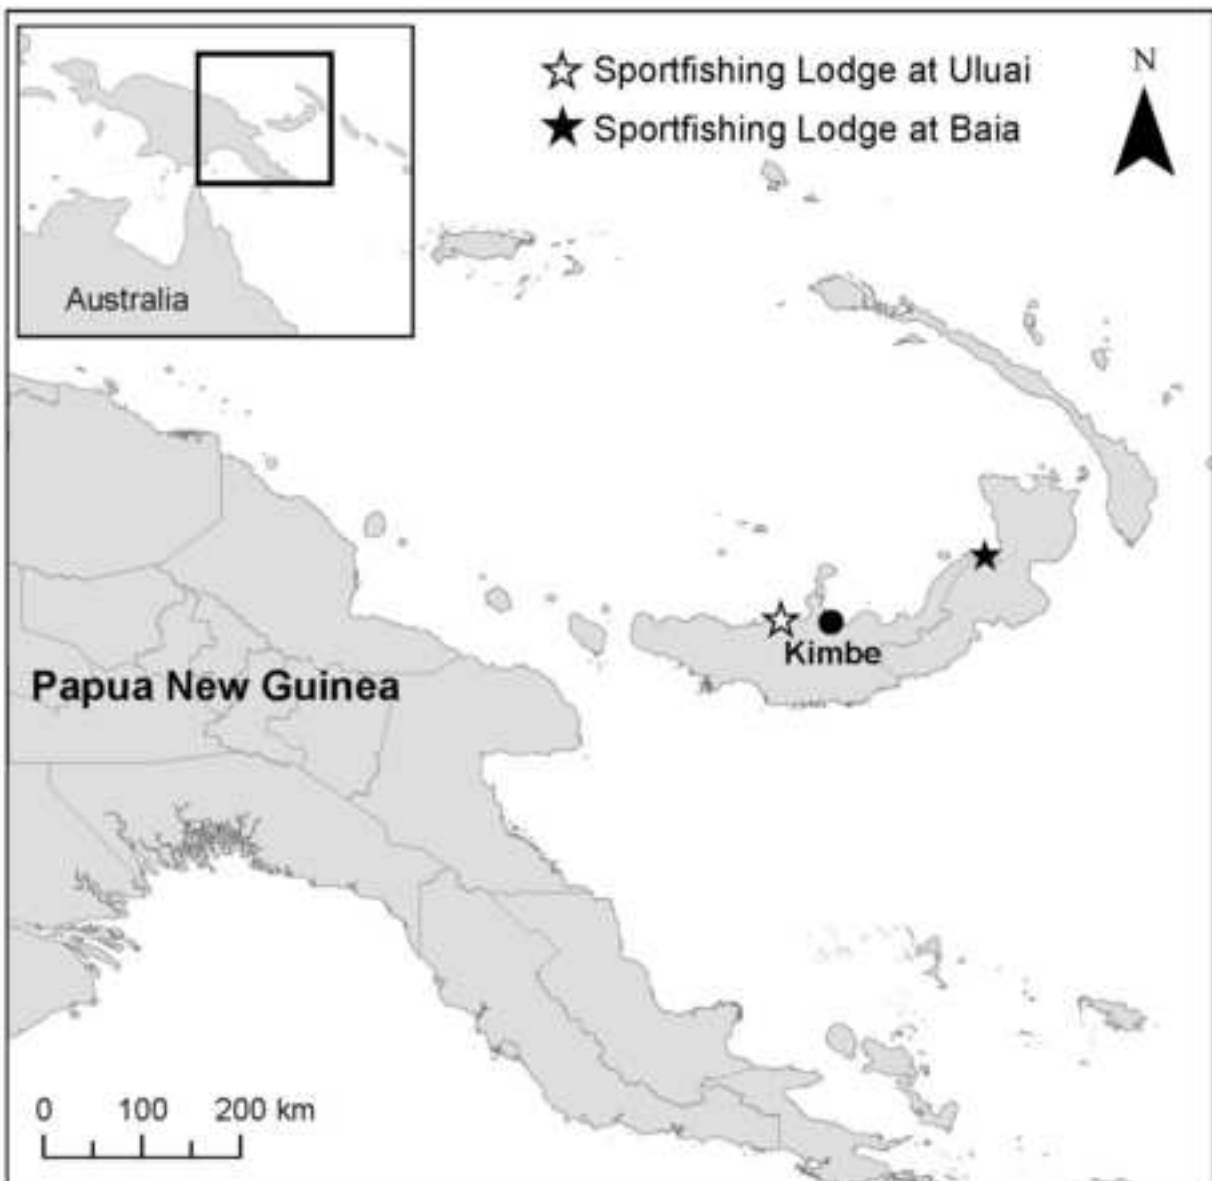 Sportfishing Lodge at Uluai
Sportfishing Lodge at Baia
N
Australia
Kimbe
Papua New Guinea
0 100 200 km